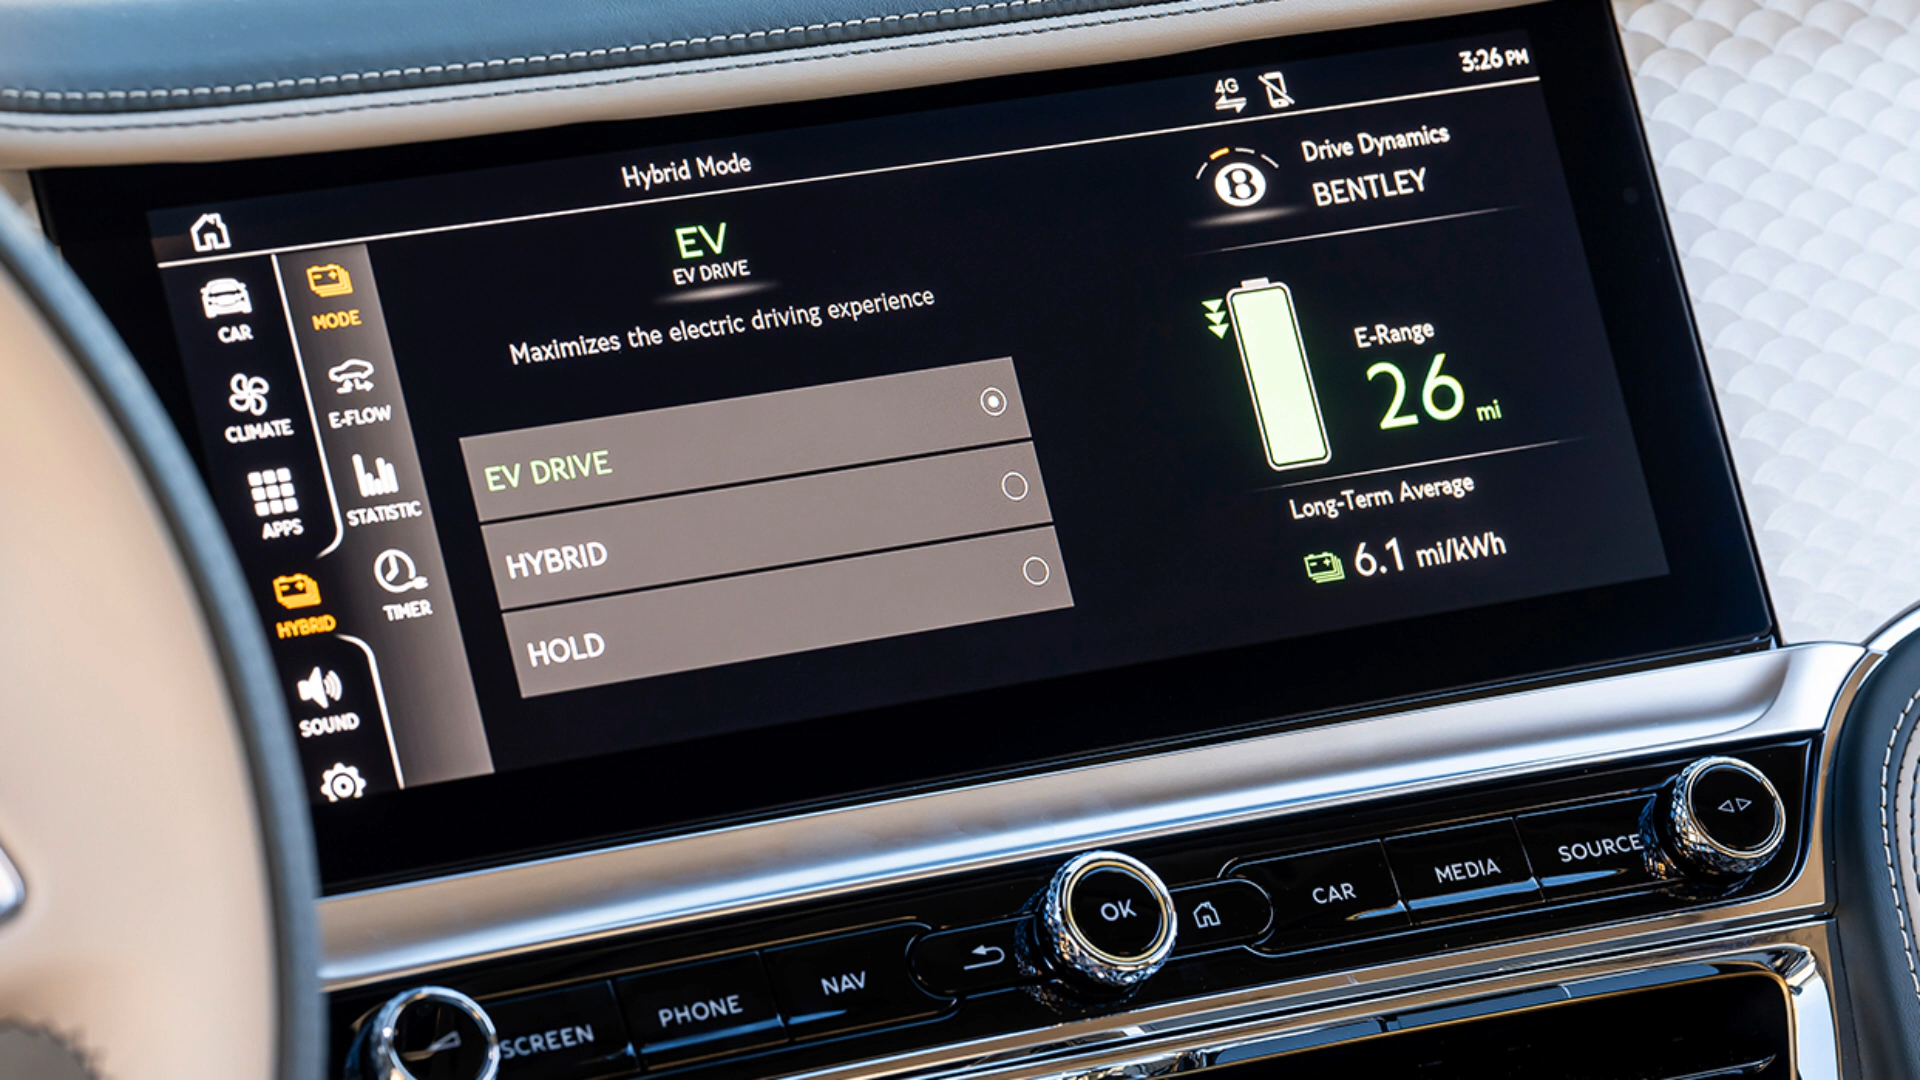 3:26 PM
4G
Hybrid Mode
Drive Dynamics
BENTLEY
B
EV
EV DRIVE
Maximizes the electric driving experience
CAR
CLIMATE
APPS
HYBRID
SOUND
MODE
E-FLOW
STATISTIC
TIMER
EV DRIVE
HYBRID
HOLD
E-Range
26 mi
Long-Term Average
6.1 mi/kWh
SCREEN
PHONE
NAV
OK
CAR
MEDIA
SOURCE